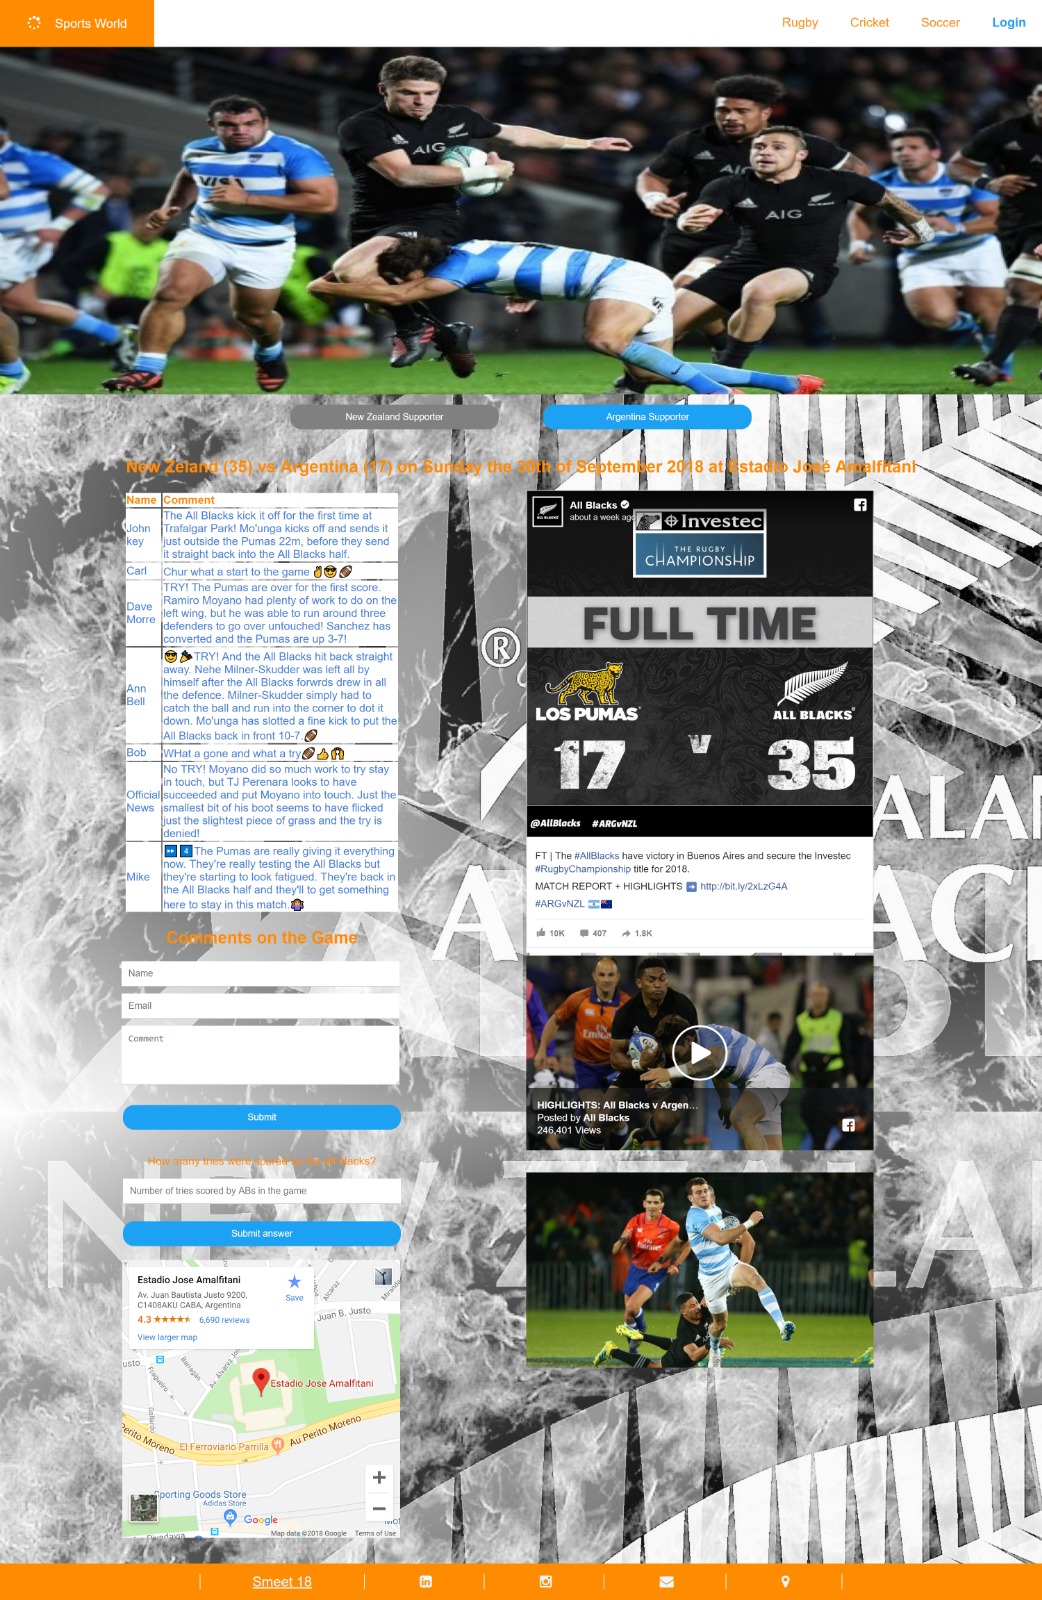 Sports World
Rugby Cricket Soccer Login
VISA
AIG
AIG
New Zealand Supporter
Argentina Supporter
New Zeland (35) vs Argentina (17) on Sunday the 30th of September 2018 at Estadio José Amalfitani
Name Comment
John key
The All Blacks kick it off for the first time at
Trafalgar Park! Mo'unga kicks off and sends it
just outside the Pumas 22m, before they send
it straight back into the All Blacks half.
Carl
Chur what a start to the game ✌😎🏈
Dave Morre
TRY! The Pumas are over for the first score.
Ramiro Moyano had plenty of work to do on the
left wing, but he was able to run around three
defenders to go over untouched! Sanchez has
converted and the Pumas are up 3-7!
Ann Bell
😎🎉TRY! And the All Blacks hit back straight
away. Nehe Milner-Skudder was left all by
himself after the All Blacks forwrds drew in all
the defence. Milner-Skudder simply had to
catch the ball and run into the corner to dot it
down. Mo'unga has slotted a fine kick to put the
All Blacks back in front 10-7.🏈
Bob
WHat a gone and what a try🏈👍
Official News
No TRY! Moyano did so much work to try stay
in touch, but TJ Perenara looks to have
succeeded and put Moyano into touch. Just the
smallest bit of his boot seems to have flicked
just the slightest piece of grass and the try is
denied!
Mike
⏩4️⃣The Pumas are really giving it everything
now. They're really testing the All Blacks but
they're starting to look fatigued. They're back in
the All Blacks half and they'll to get something
here to stay in this match.
Comments on the Game
Name
Email
Comment
Submit
How many tries were scored by the all blacks?
Number of tries scored by ABs in the game
Submit answer
Estadio Jose Amalfitani
Av. Juan Bautista Justo 9200,
C1408AKU CABA, Argentina
4.3 ★★★★★ 6,690 reviews
View larger map
Save
Juan B. Justo
Estadio Jose Amalfitani
Perito Moreno
Au Perito Moreno
El Ferroviario Parrilla
Sporting Goods Store
Adidas Store
Google
Map data ©2018 Google Terms of Use
ALL BLACKS
All Blacks
about a week ago
Investec
THE RUGBY
CHAMPIONSHIP
FULL TIME
LOS PUMAS
ALL BLACKS
17 v 35
@AllBlacks #ARGvNZL
FT | The #AllBlacks have victory in Buenos Aires and secure the Investec
#RugbyChampionship title for 2018.
MATCH REPORT + HIGHLIGHTS ➡ http://bit.ly/2xLzG4A
#ARGvNZL 🇦🇷🇳🇿
10K 407 1.8K
HIGHLIGHTS: All Blacks v Argen...
Posted by All Blacks
246,401 Views
®
Smeet 18